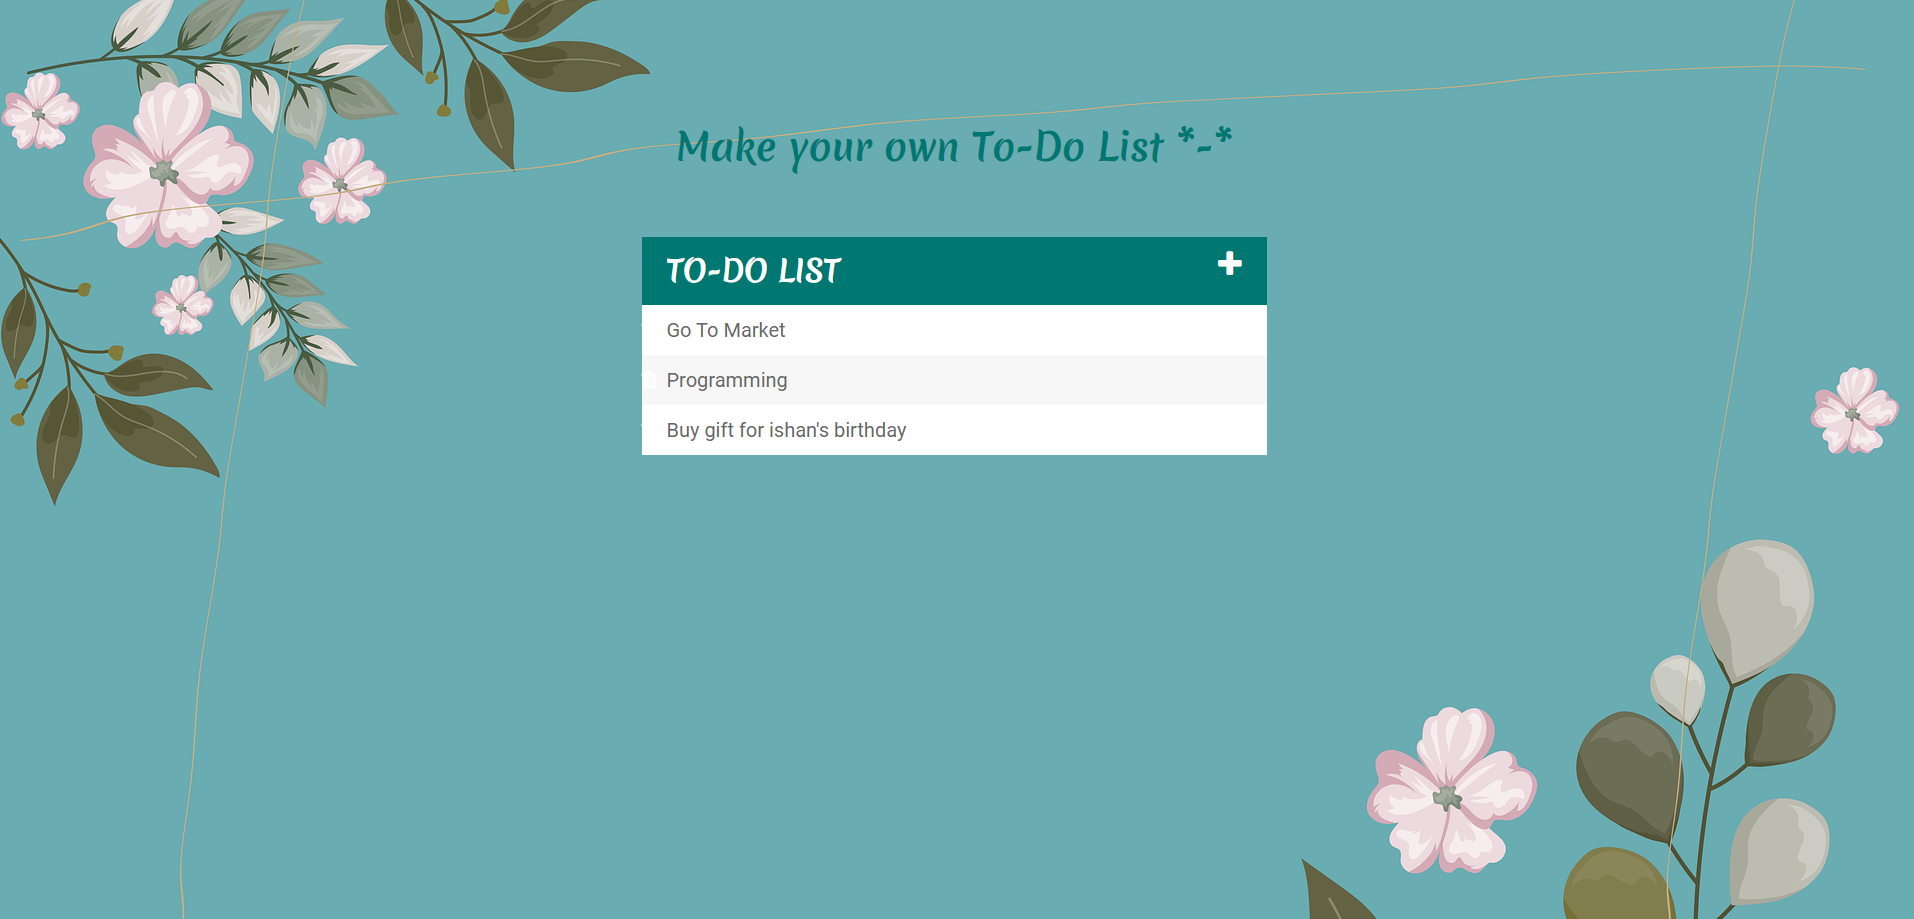 Make your own To-Do List *-*
TO-DO LIST
Go To Market
Programming
Buy gift for ishan's birthday